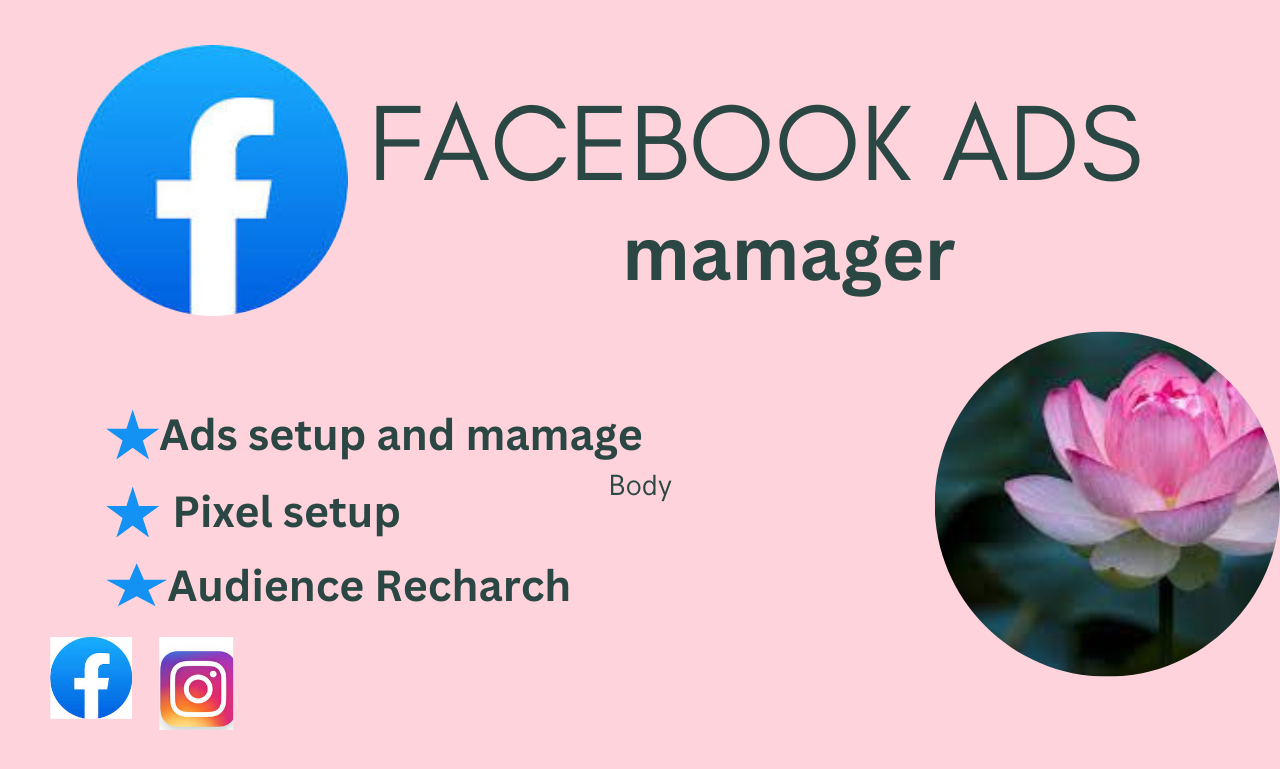 FACEBOOK ADS
mamager
Ads setup and mamage
Body
Pixel setup
Audience Recharch